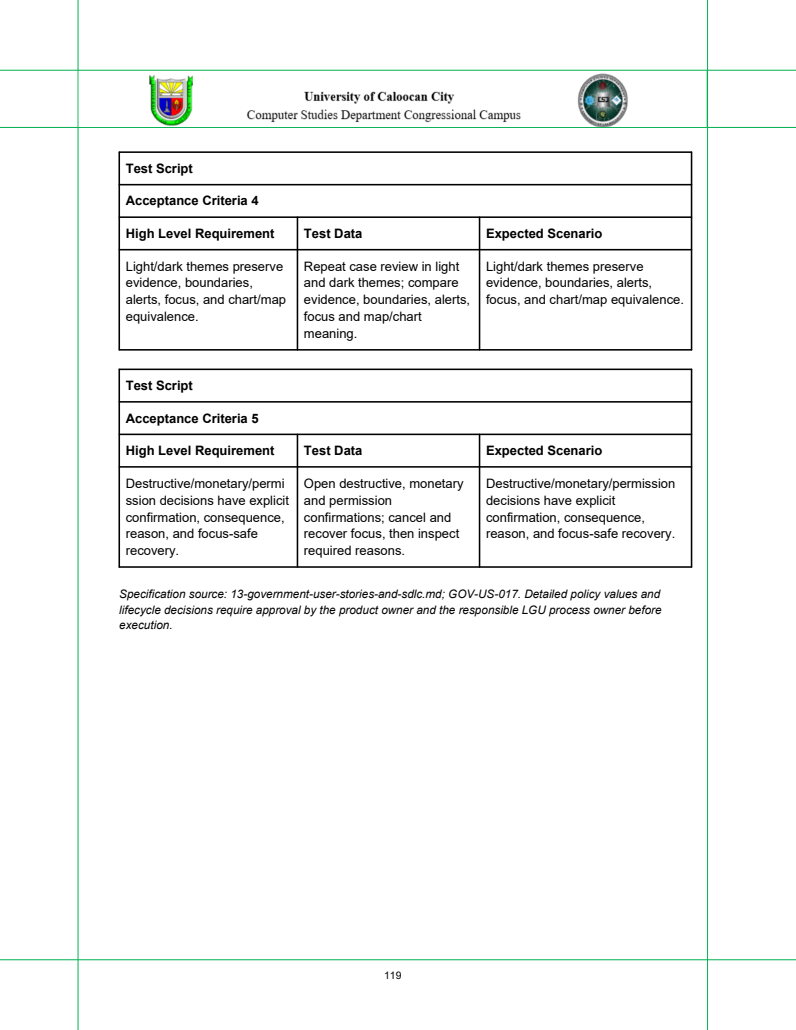 University of Caloocan City
Computer Studies Department Congressional Campus
Test Script
Acceptance Criteria 4
High Level Requirement
Test Data
Expected Scenario
Light/dark themes preserve
evidence, boundaries,
alerts, focus, and chart/map
equivalence.
Repeat case review in light
and dark themes; compare
evidence, boundaries, alerts,
focus and map/chart
meaning.
Light/dark themes preserve
evidence, boundaries, alerts,
focus, and chart/map equivalence.
Test Script
Acceptance Criteria 5
High Level Requirement
Test Data
Expected Scenario
Destructive/monetary/permi
ssion decisions have explicit
confirmation, consequence,
reason, and focus-safe
recovery.
Open destructive, monetary
and permission
confirmations; cancel and
recover focus, then inspect
required reasons.
Destructive/monetary/permission
decisions have explicit
confirmation, consequence,
reason, and focus-safe recovery.
Specification source: 13-government-user-stories-and-sdlc.md; GOV-US-017. Detailed policy values and
lifecycle decisions require approval by the product owner and the responsible LGU process owner before
execution.
119